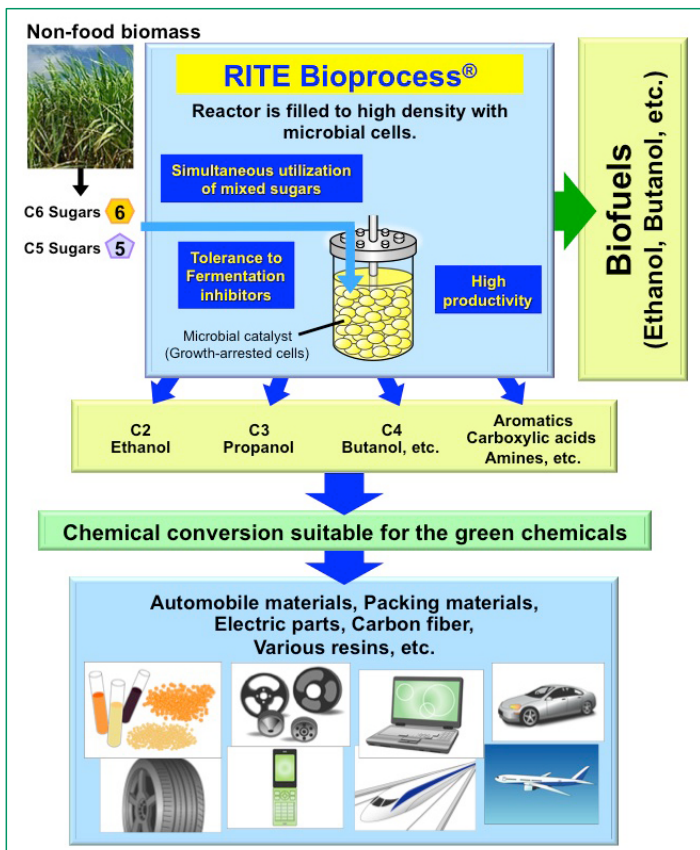 Non-food biomass
RITE Bioprocess®
Reactor is filled to high density with
microbial cells.
Simultaneous utilization
of mixed sugars
C6 Sugars 6
C5 Sugars 5
Tolerance to
Fermentation
inhibitors
High
productivity
Microbial catalyst
(Growth-arrested cells)
Biofuels
(Ethanol, Butanol, etc.)
C2
Ethanol
C3
Propanol
C4
Butanol, etc.
Aromatics
Carboxylic acids
Amines, etc.
Chemical conversion suitable for the green chemicals
Automobile materials, Packing materials,
Electric parts, Carbon fiber,
Various resins, etc.